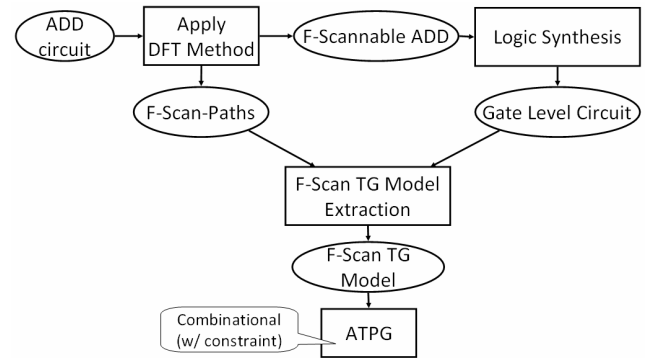 ADD
circuit
Apply
DFT Method
F-Scannable ADD
Logic Synthesis
F-Scan-Paths
Gate Level Circuit
F-Scan TG Model
Extraction
F-Scan TG
Model
Combinational
(w/ constraint)
ATPG